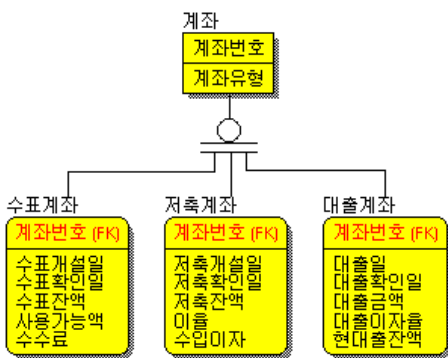 계좌
계좌번호
계좌유형
수표계좌
계좌번호 (FK)
수표개설일
수표확인일
수표잔액
사용가능액
수수료
저축계좌
계좌번호 (FK)
저축개설일
저축확인일
저축잔액
이율
수입이자
대출계좌
계좌번호 (FK)
대출일
대출확인일
대출금액
대출이자율
현대출잔액